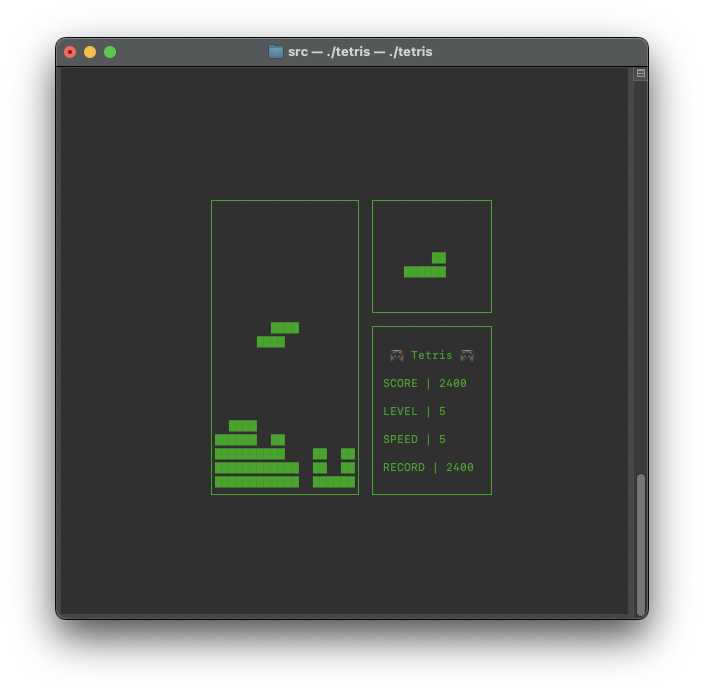 src — ./tetris — ./tetris
Tetris
SCORE | 2400
LEVEL | 5
SPEED | 5
RECORD | 2400